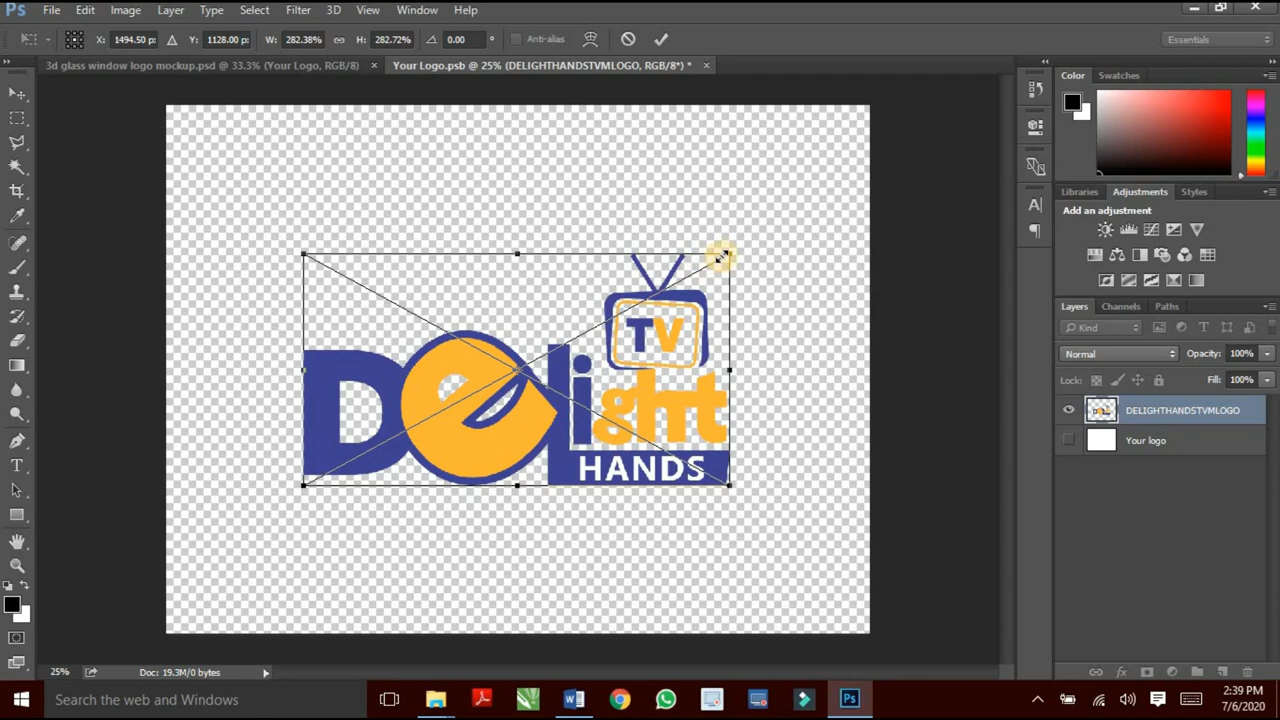 Ps File Edit Image Layer Type Select Filter 3D View Window Help
X: 1494.50 p: Y: 1128.00 p: W: 282.38% H: 282.72% 0.00 Anti-alias Essentials
3d glass window logo mockup.psd @ 33.3% (Your Logo, RGB/8) × Your Logo.psb @ 25% (DELIGHTHANDSTVMLOGO, RGB/8*) * ×
Color Swatches
Libraries Adjustments Styles
Add an adjustment
TV
Delight
HANDS
Layers Channels Paths
Kind
Normal Opacity: 100%
Lock: Fill: 100%
DELIGHTHANDSTVMLOGO
Your logo
25% Doc: 19.3M/0 bytes
Search the web and Windows
2:39 PM
7/6/2020